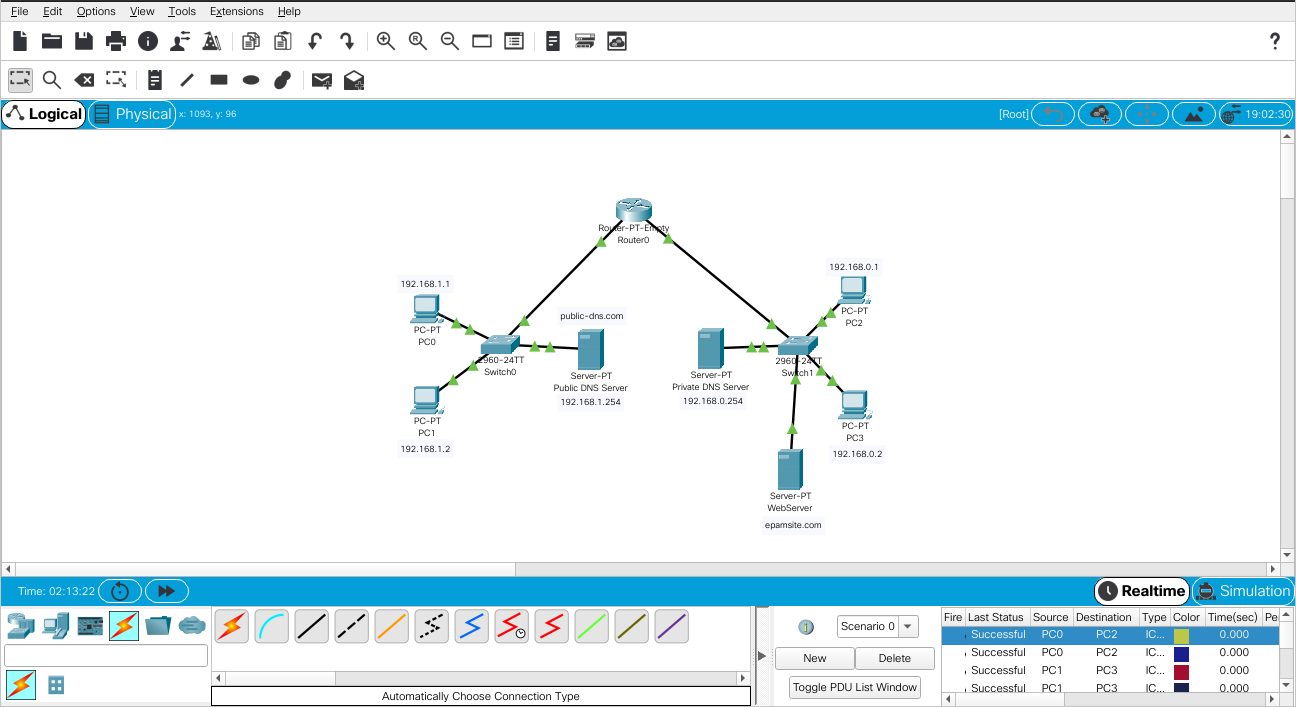 File Edit Options View Tools Extensions Help
?
Logical Physical x: 1093, y: 96 [Root] 19:02:30
Router-PT-Empty
Router0
192.168.1.1
PC-PT
PC0
public-dns.com
2960-24TT
Switch0
Server-PT
Public DNS Server
192.168.1.254
PC-PT
PC1
192.168.1.2
192.168.0.1
PC-PT
PC2
2960-24TT
Switch1
Server-PT
Private DNS Server
192.168.0.254
PC-PT
PC3
192.168.0.2
Server-PT
WebServer
epamsite.com
Time: 02:13:22 Realtime Simulation
Automatically Choose Connection Type
Scenario 0
New Delete
Toggle PDU List Window
Fire Last Status Source Destination Type Color Time(sec) Pe
Successful PC0 PC2 IC... 0.000
Successful PC0 PC2 IC... 0.000
Successful PC1 PC3 IC... 0.000
Successful PC1 PC3 IC... 0.000